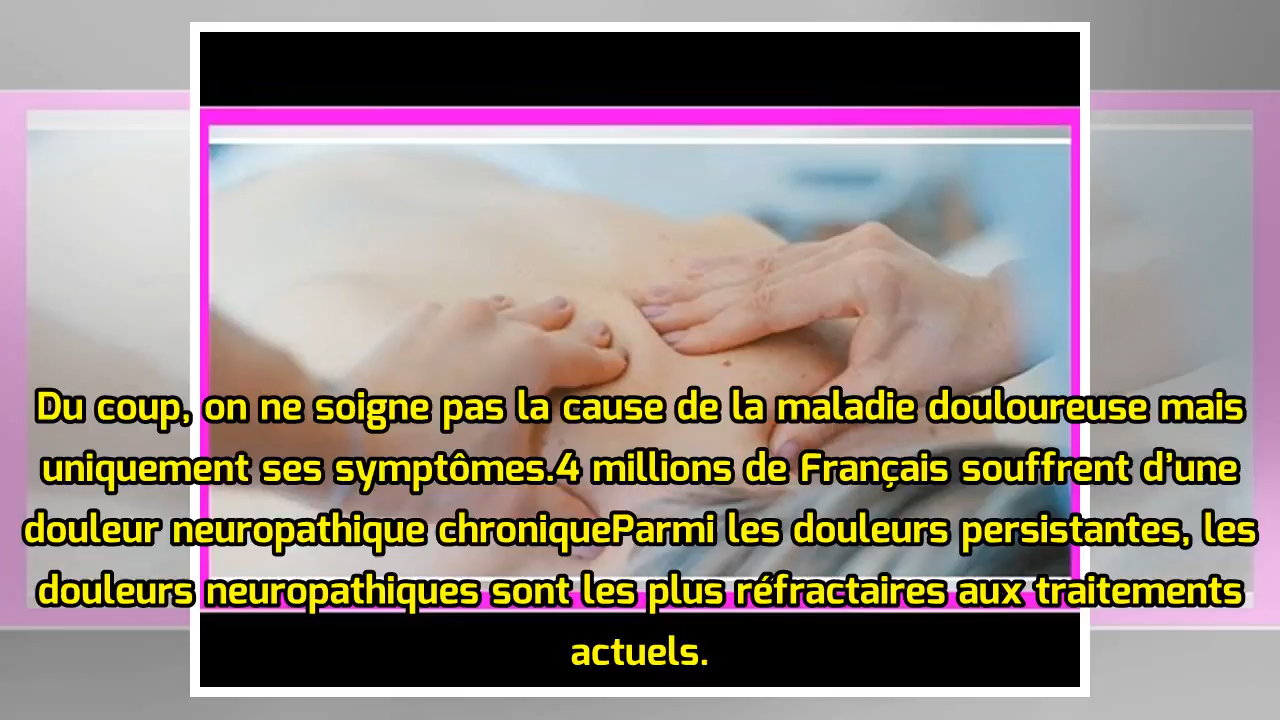 Du coup, on ne soigne pas la cause de la maladie douloureuse mais
uniquement ses symptômes.4 millions de Français souffrent d’une
douleur neuropathique chroniqueParmi les douleurs persistantes, les
douleurs neuropathiques sont les plus réfractaires aux traitements
actuels.